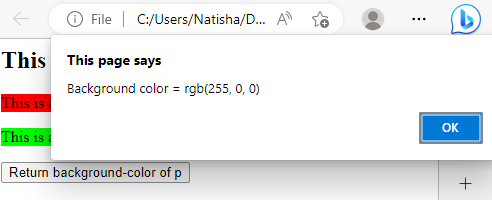 File C:/Users/Natisha/D... A
This page says
Background color = rgb(255, 0, 0)
OK
This
This is a
This is a
Return background-color of p